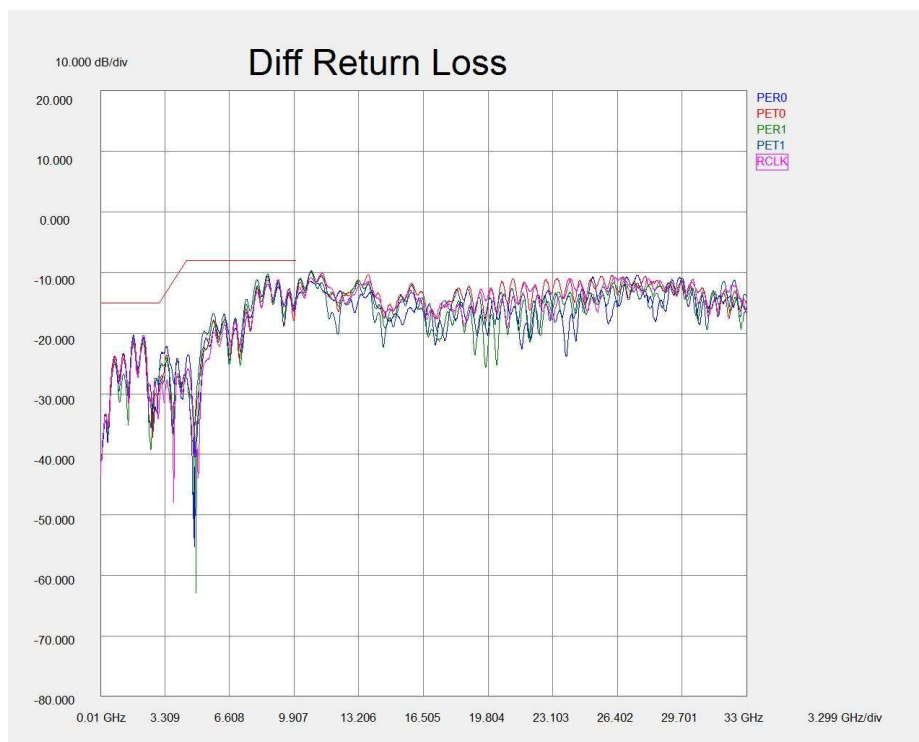 10.000 dB/div
Diff Return Loss
20.000
10.000
0.000
-10.000
-20.000
-30.000
-40.000
-50.000
-60.000
-70.000
-80.000
PER0
PET0
PER1
PET1
RCLK
0.01 GHz 3.309 6.608 9.907 13.206 16.505 19.804 23.103 26.402 29.701 33 GHz 3.299 GHz/div